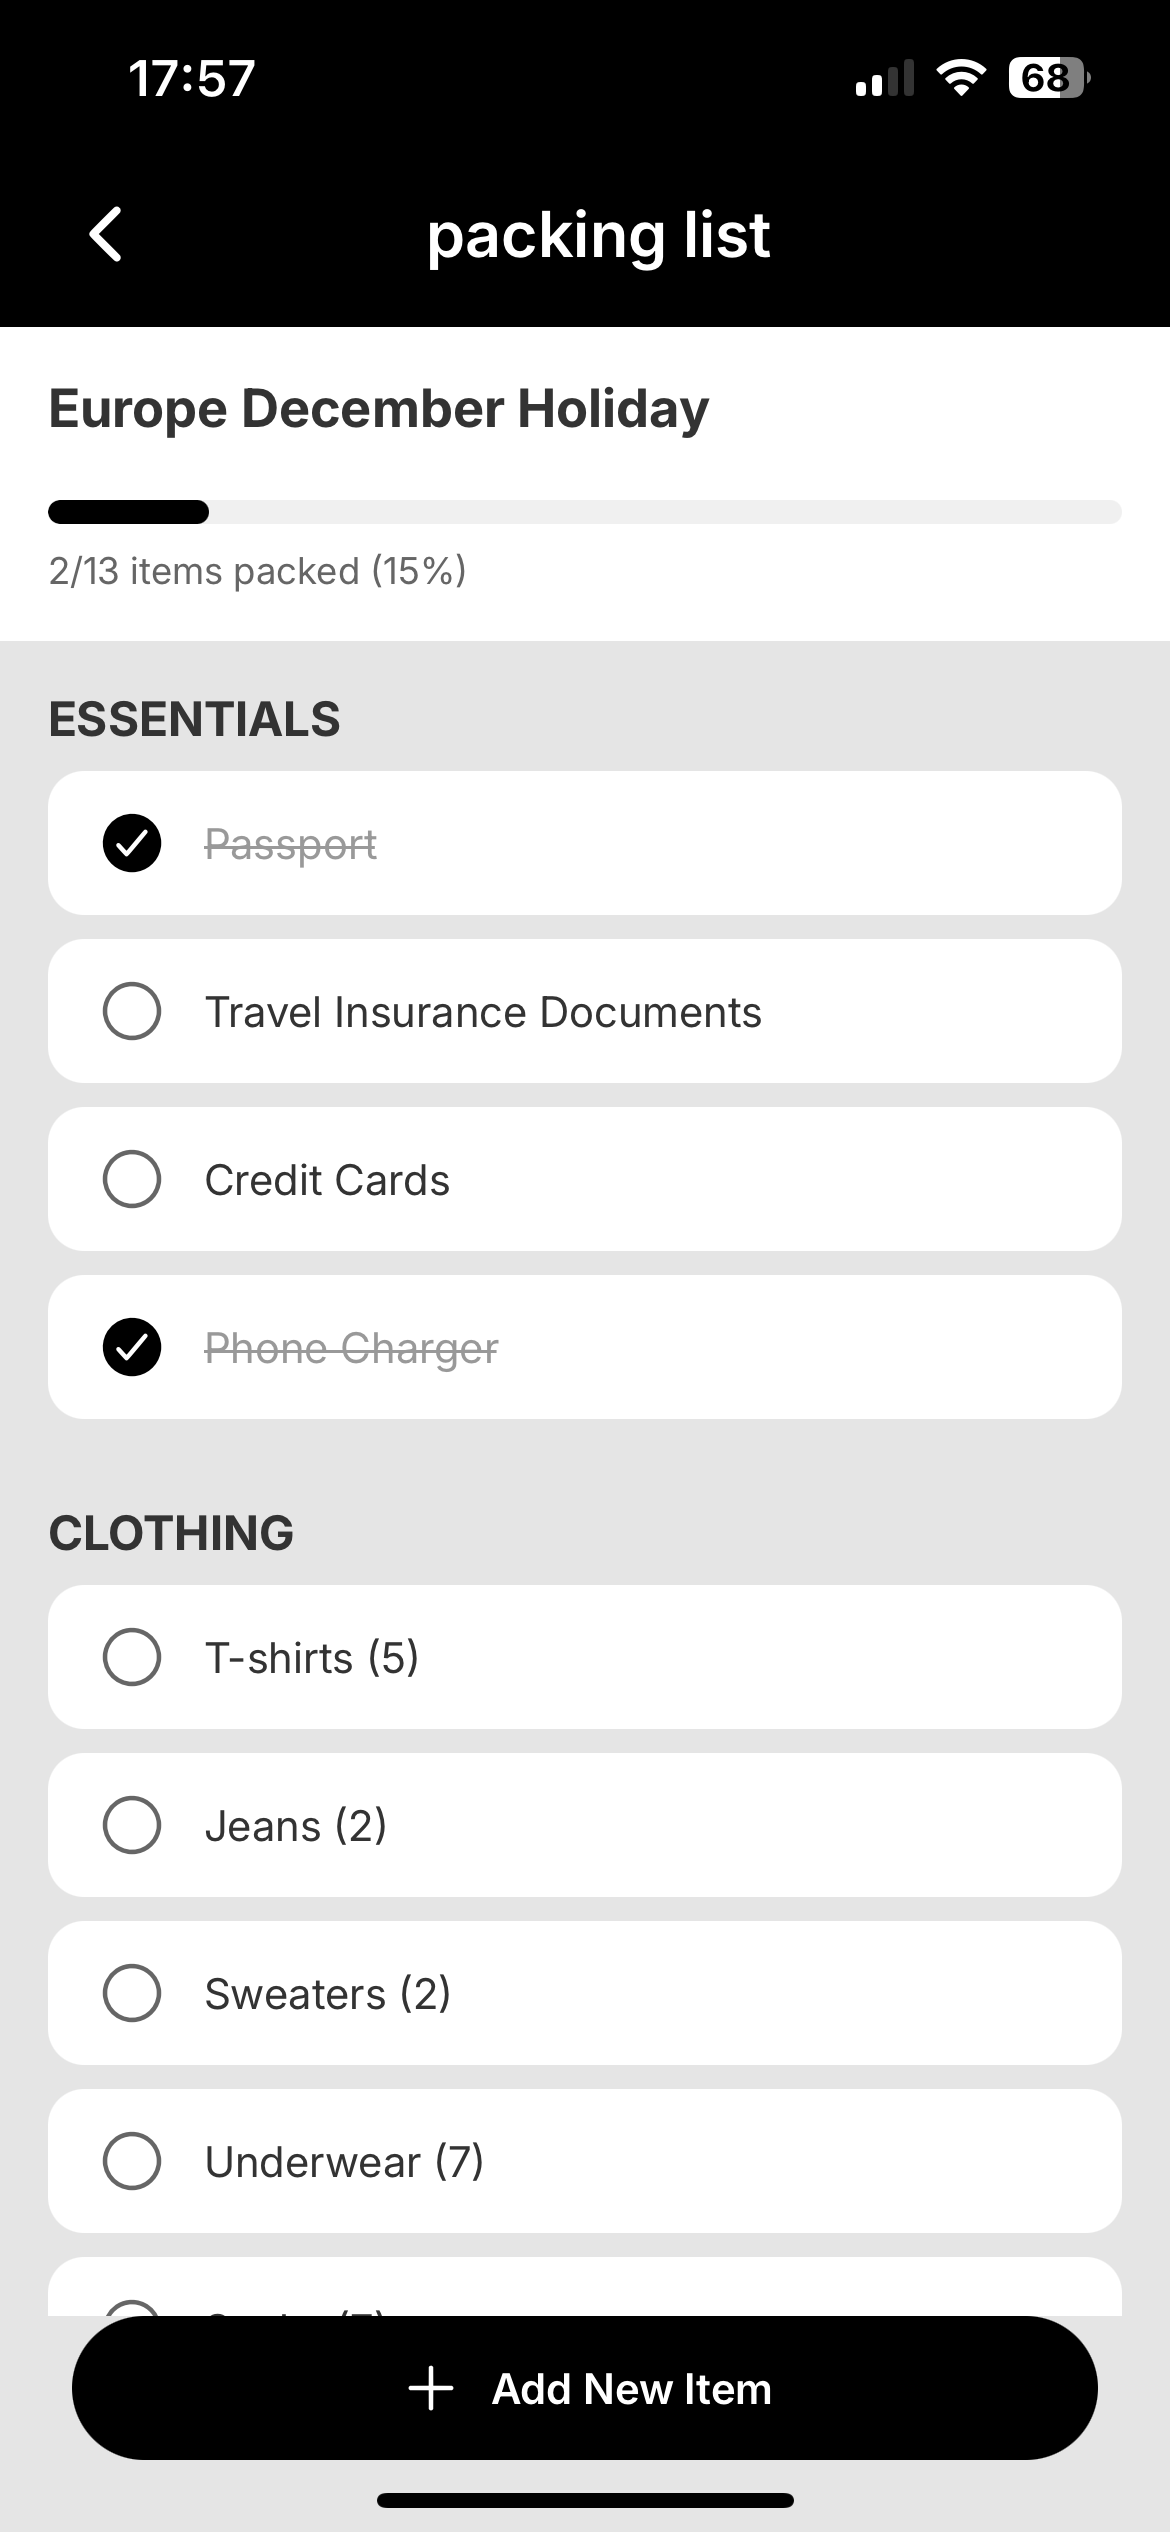 17:57
68
packing list
Europe December Holiday
2/13 items packed (15%)
ESSENTIALS
Passport
Travel Insurance Documents
Credit Cards
Phone Charger
CLOTHING
T-shirts (5)
Jeans (2)
Sweaters (2)
Underwear (7)
Add New Item